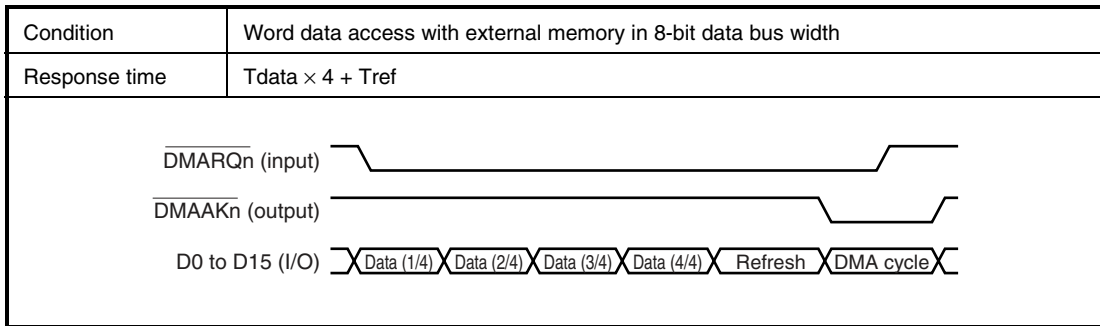 Condition Word data access with external memory in 8-bit data bus width
Response time Tdata × 4 + Tref
DMARQn (input)
DMAAKn (output)
D0 to D15 (I/O) Data (1/4) Data (2/4) Data (3/4) Data (4/4) Refresh DMA cycle